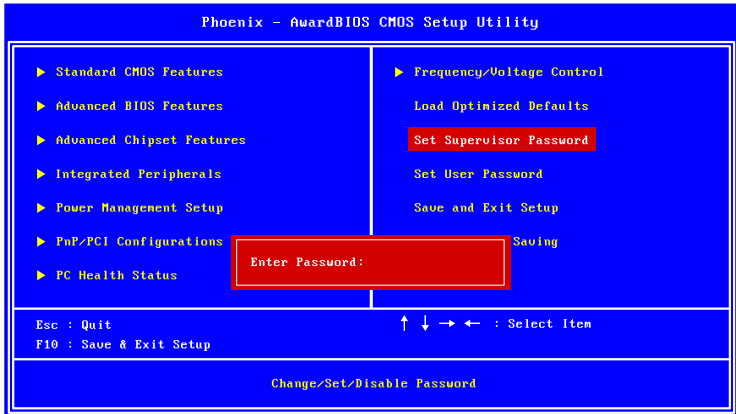 Phoenix - AwardBIOS CMOS Setup Utility
▶ Standard CMOS Features
▶ Advanced BIOS Features
▶ Advanced Chipset Features
▶ Integrated Peripherals
▶ Power Management Setup
▶ PnP/PCI Configurations
▶ PC Health Status
▶ Frequency/Voltage Control
Load Optimized Defaults
Set Supervisor Password
Set User Password
Save and Exit Setup
Saving
Enter Password:
Esc : Quit
F10 : Save & Exit Setup
↑ ↓ → ← : Select Item
Change/Set/Disable Password